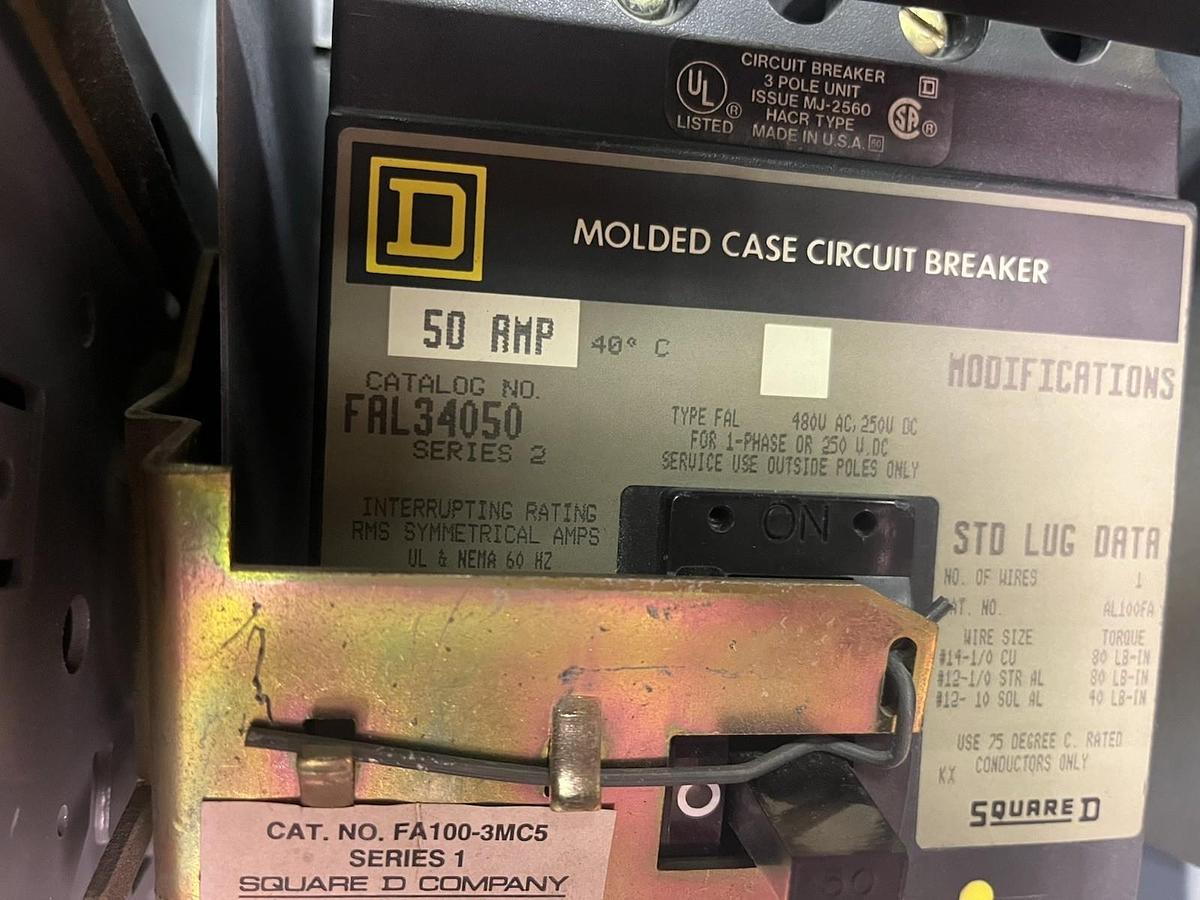 UL
LISTED
®
CIRCUIT BREAKER
3 POLE UNIT
ISSUE MJ-2560
HACR TYPE
MADE IN U.S.A.
D
SA ®
D
MOLDED CASE CIRCUIT BREAKER
50 AMP
40° C
CATALOG NO.
FAL34050
SERIES 2
TYPE FAL 480V AC, 250V DC
FOR 1-PHASE OR 250 V.DC
SERVICE USE OUTSIDE POLES ONLY
MODIFICATIONS
INTERRUPTING RATING
RMS SYMMETRICAL AMPS
UL & NEMA 60 HZ
ON
STD LUG DATA
NO. OF WIRES 1
AT. NO. AL100FA
WIRE SIZE TORQUE
#14-1/0 CU 80 LB-IN
#12-1/0 STR AL 80 LB-IN
#12- 10 SOL AL 40 LB-IN
USE 75 DEGREE C. RATED
CONDUCTORS ONLY
KX
SQUARE D
O
50
CAT. NO. FA100-3MC5
SERIES 1
SQUARE D COMPANY